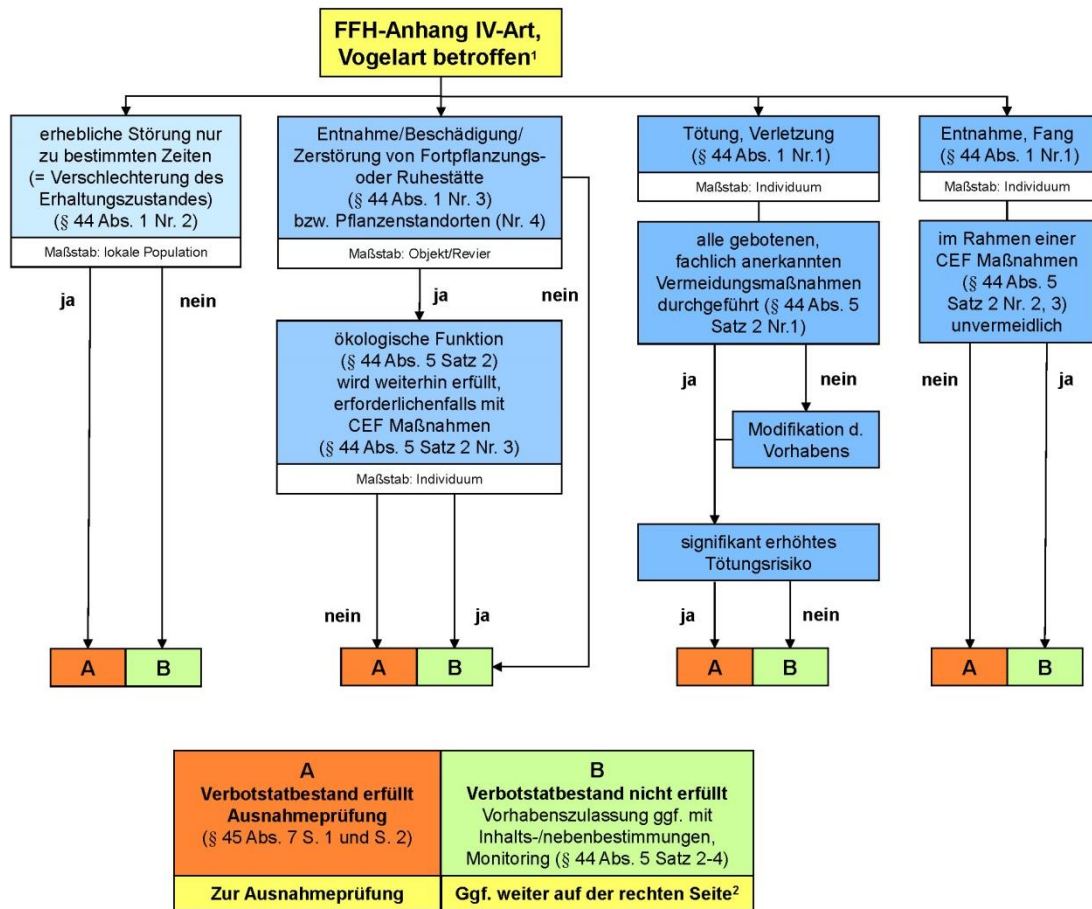 FFH-Anhang IV-Art,
Vogelart betroffen¹
erhebliche Störung nur
zu bestimmten Zeiten
(= Verschlechterung des
Erhaltungszustandes)
(§ 44 Abs. 1 Nr. 2)
Maßstab: lokale Population
ja
nein
A
B
Entnahme/Beschädigung/
Zerstörung von Fortpflanzungs-
oder Ruhestätte
(§ 44 Abs. 1 Nr. 3)
bzw. Pflanzenstandorten (Nr. 4)
Maßstab: Objekt/Revier
ja
nein
ökologische Funktion
(§ 44 Abs. 5 Satz 2)
wird weiterhin erfüllt,
erforderlichenfalls mit
CEF Maßnahmen
(§ 44 Abs. 5 Satz 2 Nr. 3)
Maßstab: Individuum
nein
ja
A
B
Tötung, Verletzung
(§ 44 Abs. 1 Nr.1)
Maßstab: Individuum
alle gebotenen,
fachlich anerkannten
Vermeidungsmaßnahmen
durchgeführt (§ 44 Abs. 5
Satz 2 Nr.1)
ja
nein
Modifikation d.
Vorhabens
signifikant erhöhtes
Tötungsrisiko
ja
nein
A
B
Entnahme, Fang
(§ 44 Abs. 1 Nr.1)
Maßstab: Individuum
im Rahmen einer
CEF Maßnahmen
(§ 44 Abs. 5
Satz 2 Nr. 2, 3)
unvermeidlich
nein
ja
A
B
A
Verbotstatbestand erfüllt
Ausnahmeprüfung
(§ 45 Abs. 7 S. 1 und S. 2)
Zur Ausnahmeprüfung
B
Verbotstatbestand nicht erfüllt
Vorhabenszulassung ggf. mit
Inhalts-/nebenbestimmungen,
Monitoring (§ 44 Abs. 5 Satz 2-4)
Ggf. weiter auf der rechten Seite²